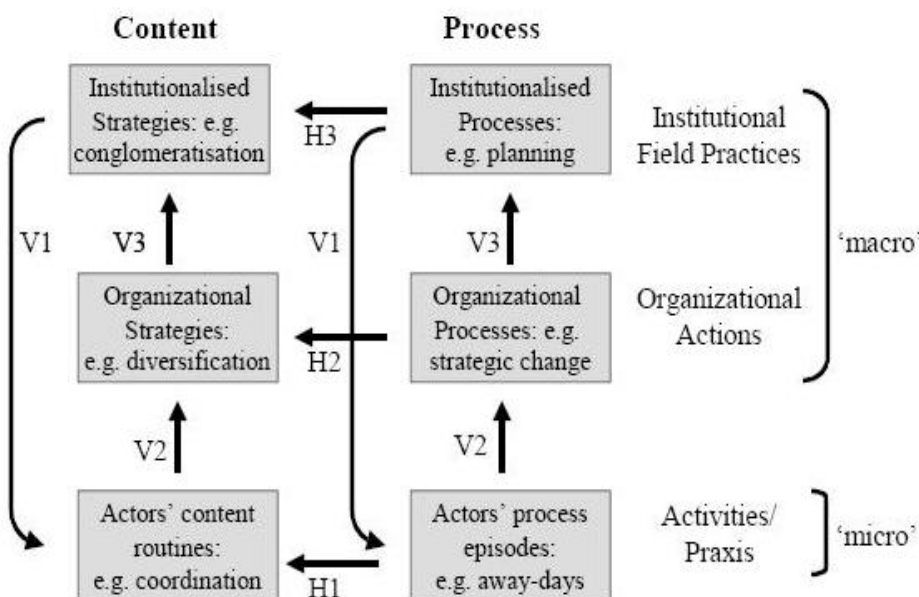 Content
Process
Institutionalised
Strategies: e.g.
conglomeratisation
H3
Institutionalised
Processes:
e.g. planning
Institutional
Field Practices
V1
V3
V1
V3
'macro'
Organizational
Strategies:
e.g. diversification
H2
Organizational
Processes: e.g.
strategic change
Organizational
Actions
V2
V2
Actors' content
routines:
e.g. coordination
H1
Actors' process
episodes:
e.g. away-days
Activities/
Praxis
'micro'